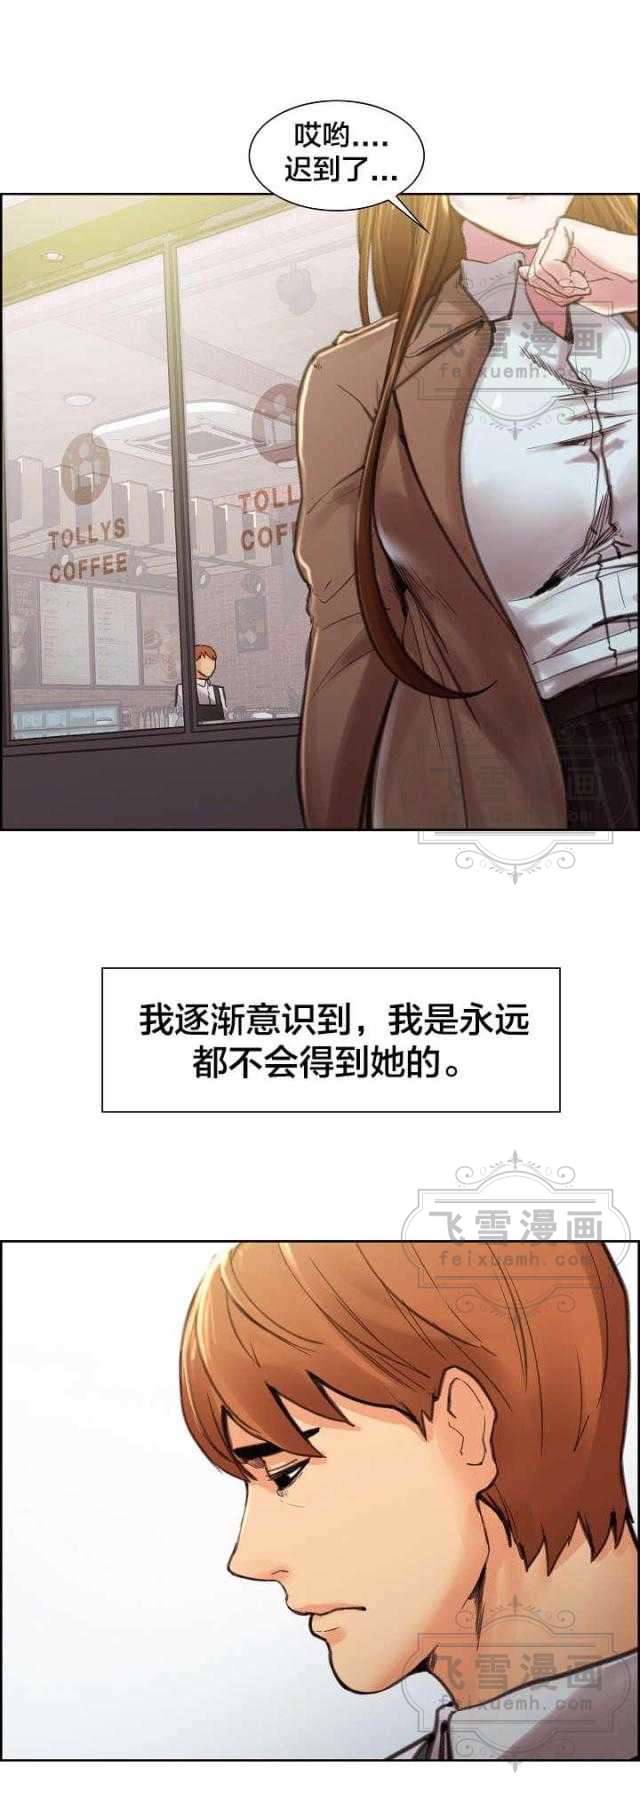 哎哟....
迟到了...
飞雪漫画
feixuemh.com
TOLLYS
COFFEE
TOLLY
COFF
飞雪漫画
feixuemh.com
我逐渐意识到，我是永远
都不会得到她的。
飞雪漫画
feixuemh.com
飞雪漫画
feixuemh.com